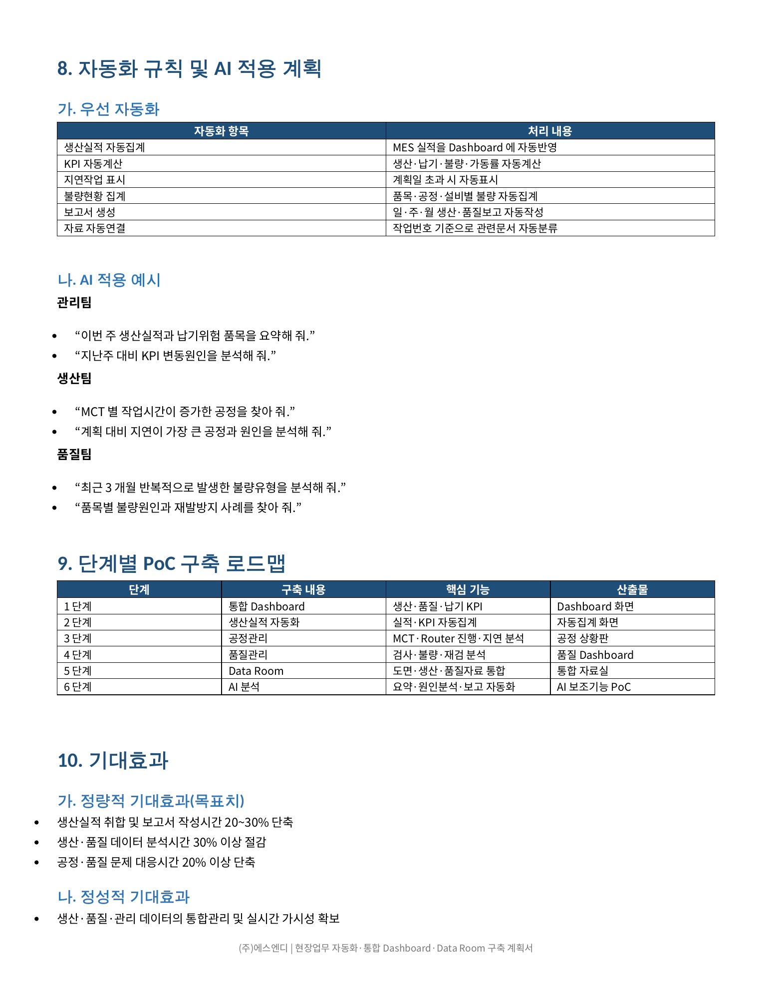 8. 자동화 규칙 및 AI 적용 계획
가. 우선 자동화
자동화 항목 처리 내용
생산실적 자동집계 MES 실적을 Dashboard 에 자동반영
KPI 자동계산 생산·납기·불량·가동률 자동계산
지연작업 표시 계획일 초과 시 자동표시
불량현황 집계 품목·공정·설비별 불량 자동집계
보고서 생성 일·주·월 생산·품질보고 자동작성
자료 자동연결 작업번호 기준으로 관련문서 자동분류
나. AI 적용 예시
관리팀
• “이번 주 생산실적과 납기위험 품목을 요약해 줘.”
• “지난주 대비 KPI 변동원인을 분석해 줘.”
생산팀
• “MCT 별 작업시간이 증가한 공정을 찾아 줘.”
• “계획 대비 지연이 가장 큰 공정과 원인을 분석해 줘.”
품질팀
• “최근 3 개월 반복적으로 발생한 불량유형을 분석해 줘.”
• “품목별 불량원인과 재발방지 사례를 찾아 줘.”
9. 단계별 PoC 구축 로드맵
단계 구축 내용 핵심 기능 산출물
1 단계 통합 Dashboard 생산·품질·납기 KPI Dashboard 화면
2 단계 생산실적 자동화 실적·KPI 자동집계 자동집계 화면
3 단계 공정관리 MCT·Router 진행·지연 분석 공정 상황판
4 단계 품질관리 검사·불량·재검 분석 품질 Dashboard
5 단계 Data Room 도면·생산·품질자료 통합 통합 자료실
6 단계 AI 분석 요약·원인분석·보고 자동화 AI 보조기능 PoC
10. 기대효과
가. 정량적 기대효과(목표치)
• 생산실적 취합 및 보고서 작성시간 20~30% 단축
• 생산·품질 데이터 분석시간 30% 이상 절감
• 공정·품질 문제 대응시간 20% 이상 단축
나. 정성적 기대효과
• 생산·품질·관리 데이터의 통합관리 및 실시간 가시성 확보
(주)에스엔디 | 현장업무 자동화·통합 Dashboard·Data Room 구축 계획서